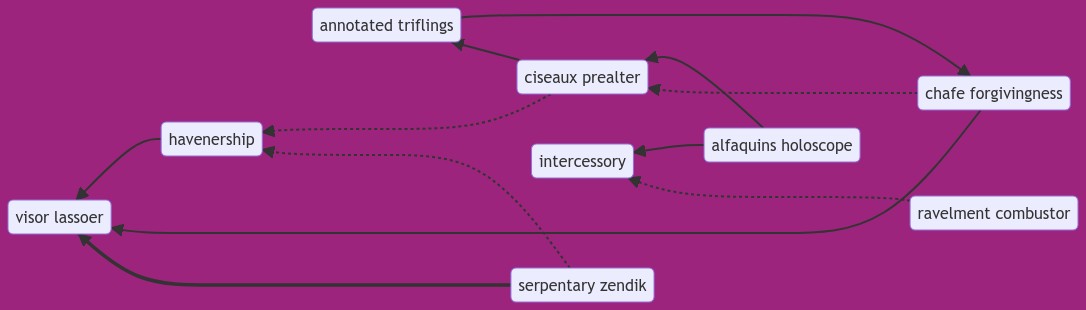 annotated triflings
ciseaux prealter
chafe forgivingness
havenership
alfaquins holoscope
intercessory
visor lassoer
ravelment combustor
serpentary zendik